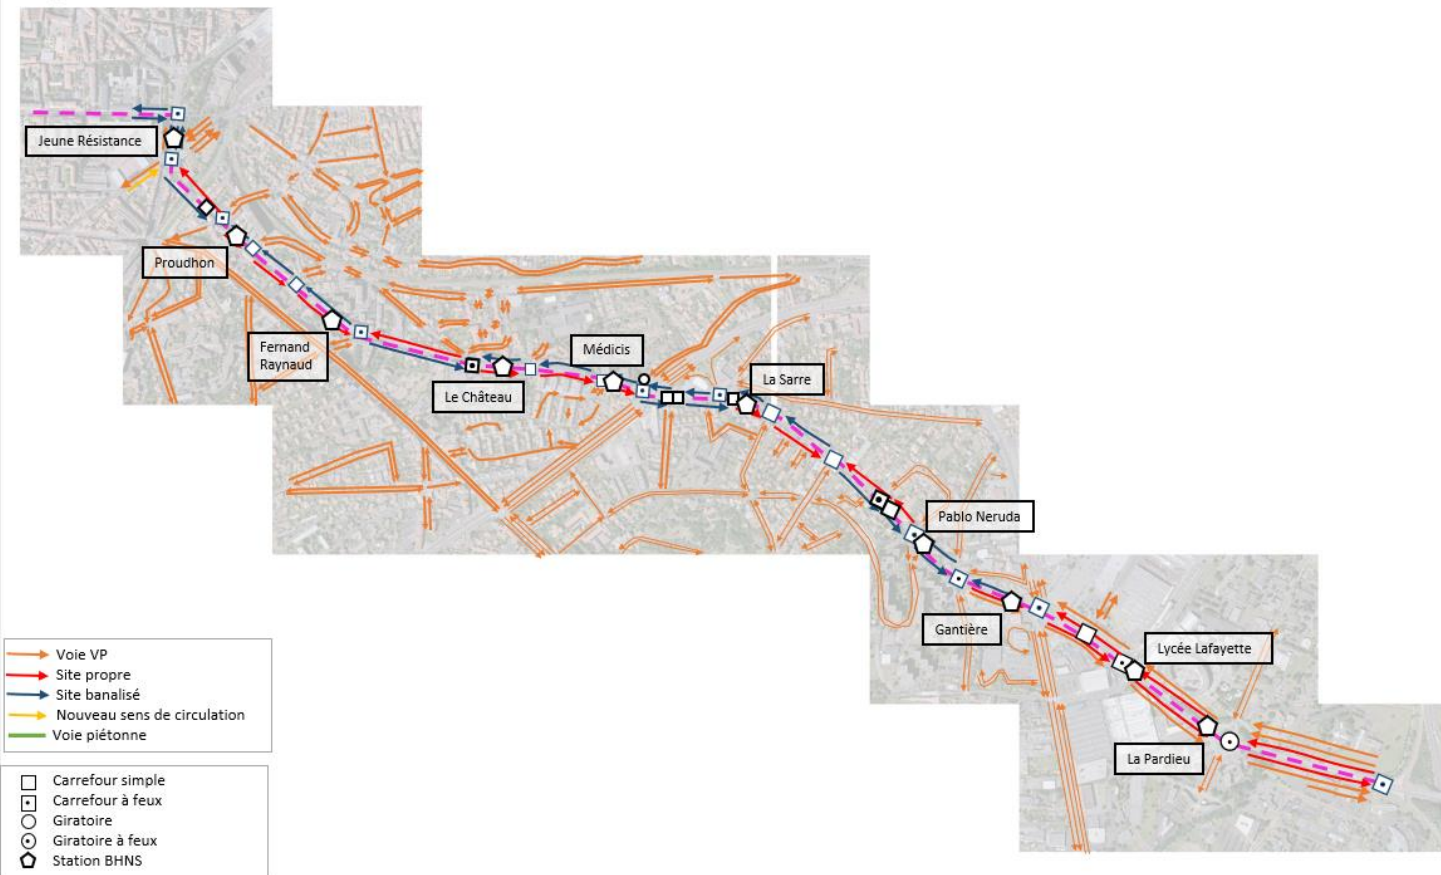 Jeune Résistance
Proudhon
Fernand
Raynaud
Le Château
Médicis
La Sarre
Pablo Neruda
Gantière
Lycée Lafayette
La Pardieu
Voie VP
Site propre
Site banalisé
Nouveau sens de circulation
Voie piétonne
Carrefour simple
Carrefour à feux
Giratoire
Giratoire à feux
Station BHNS